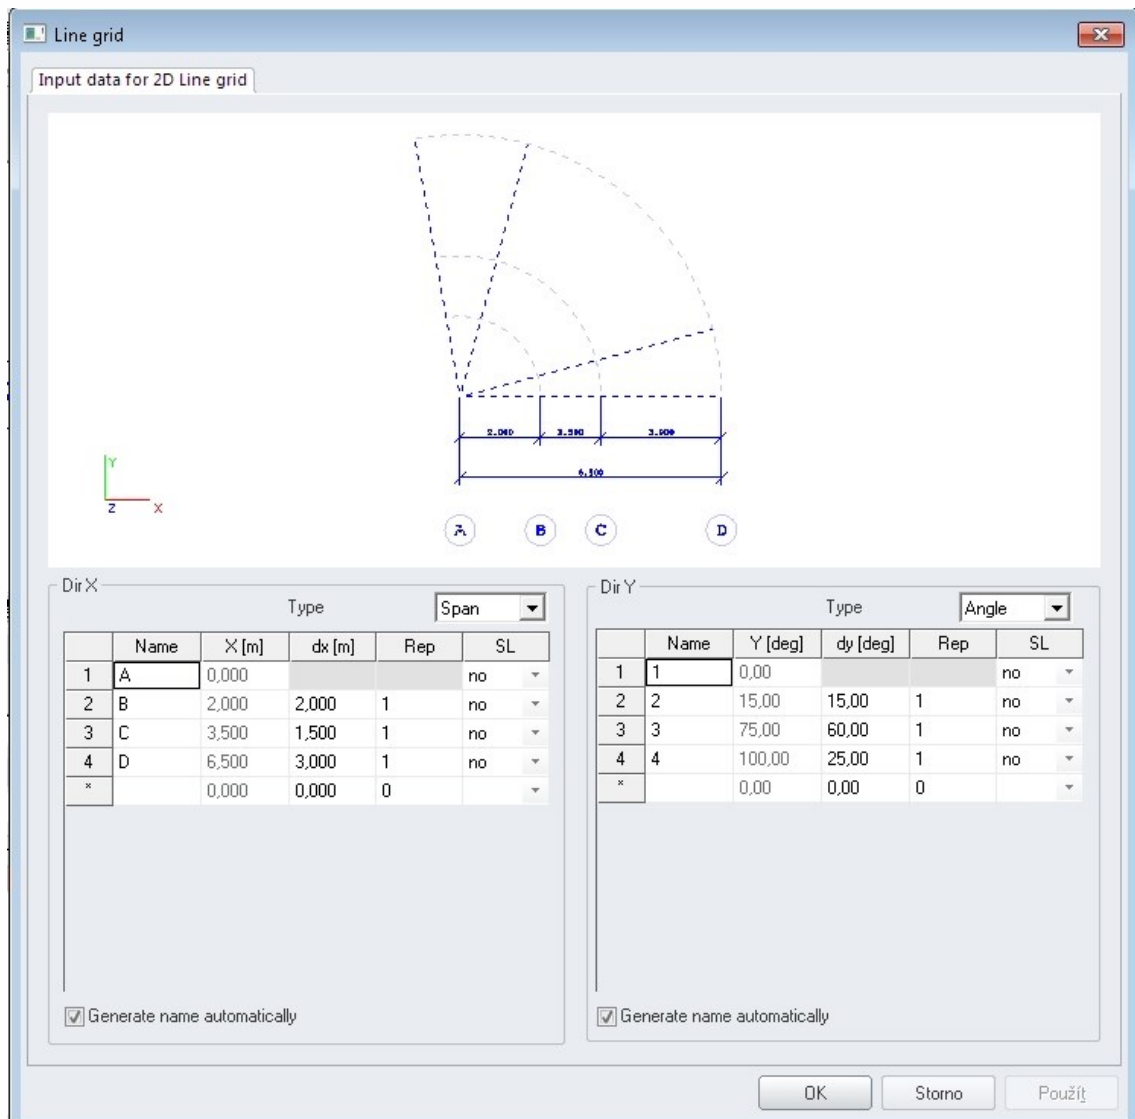 Line grid
Input data for 2D Line grid
Y
Z X
2.000 3.500 3.000
6.500
A B C D
Dir X
Type Span
Name X [m] dx [m] Rep SL
1 A 0,000 no
2 B 2,000 2,000 1 no
3 C 3,500 1,500 1 no
4 D 6,500 3,000 1 no
* 0,000 0,000 0
Generate name automatically
Dir Y
Type Angle
Name Y [deg] dy [deg] Rep SL
1 1 0,00 no
2 2 15,00 15,00 1 no
3 3 75,00 60,00 1 no
4 4 100,00 25,00 1 no
* 0,00 0,00 0
Generate name automatically
OK Storno Použít